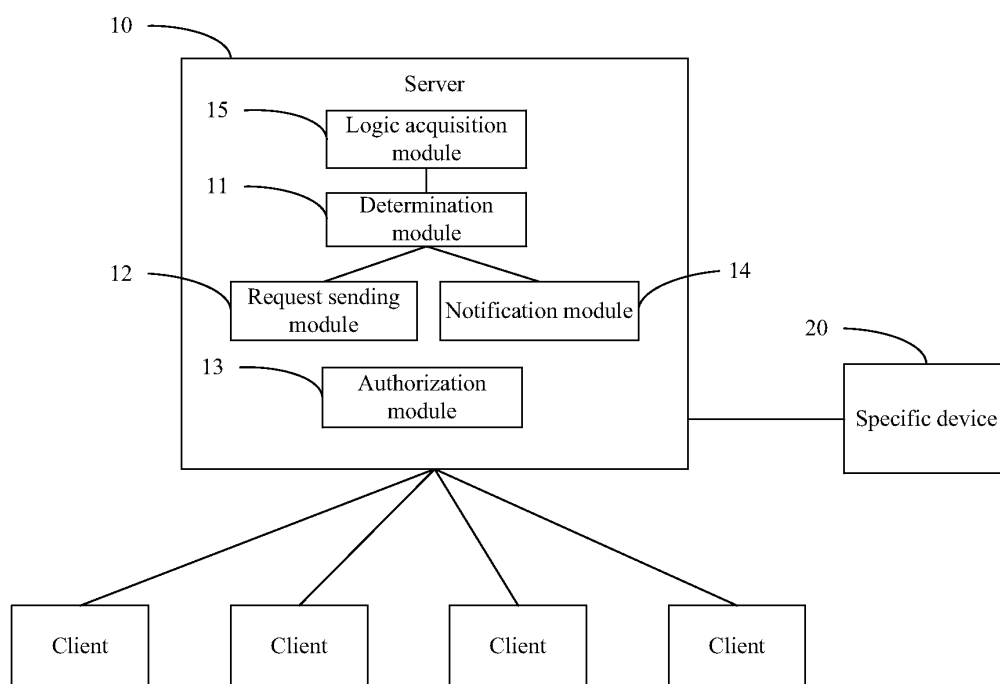 10
Server
15
Logic acquisition
module
11
Determination
module
12
Request sending
module
Notification module
14
13
Authorization
module
20
Specific device
Client
Client
Client
Client